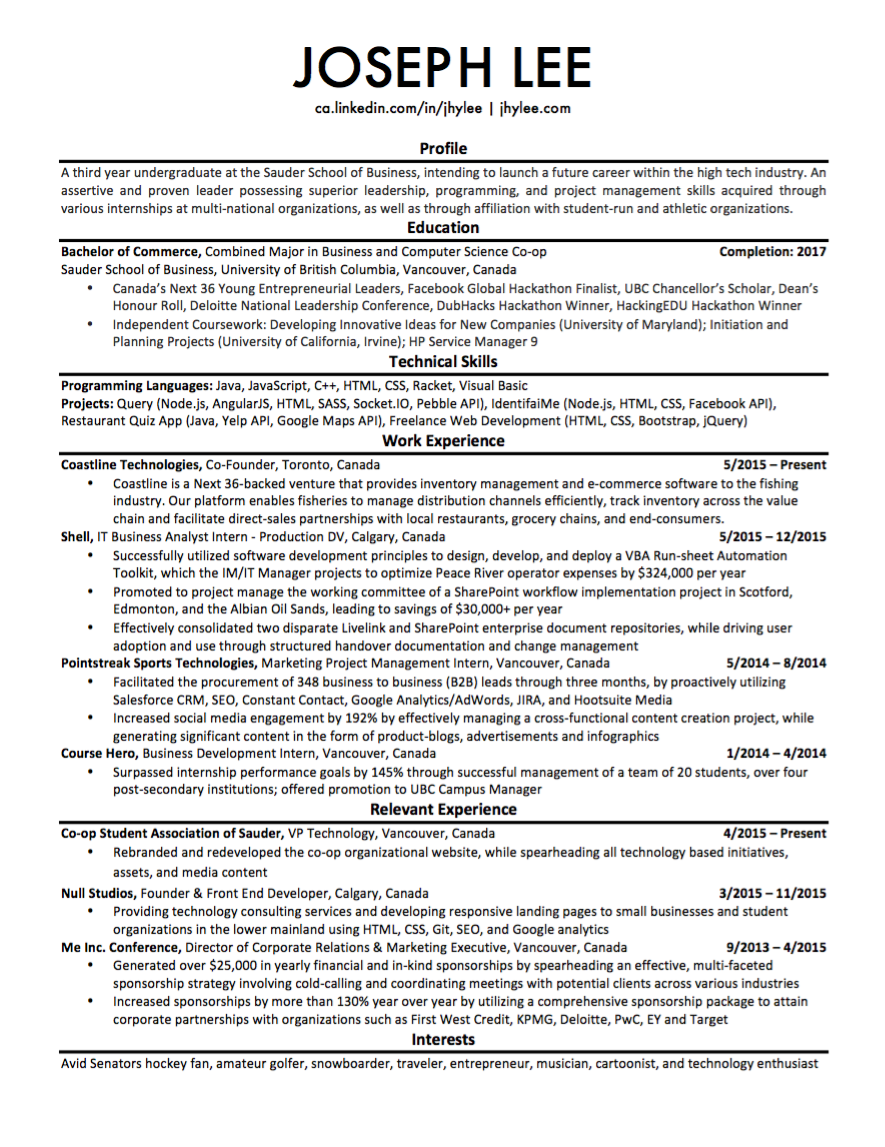 JOSEPH LEE
ca.linkedin.com/in/jhylee | jhylee.com
Profile
A third year undergraduate at the Sauder School of Business, intending to launch a future career within the high tech industry. An
assertive and proven leader possessing superior leadership, programming, and project management skills acquired through
various internships at multi-national organizations, as well as through affiliation with student-run and athletic organizations.
Education
Bachelor of Commerce, Combined Major in Business and Computer Science Co-op Completion: 2017
Sauder School of Business, University of British Columbia, Vancouver, Canada
• Canada's Next 36 Young Entrepreneurial Leaders, Facebook Global Hackathon Finalist, UBC Chancellor's Scholar, Dean's
Honour Roll, Deloitte National Leadership Conference, DubHacks Hackathon Winner, HackingEDU Hackathon Winner
• Independent Coursework: Developing Innovative Ideas for New Companies (University of Maryland); Initiation and
Planning Projects (University of California, Irvine); HP Service Manager 9
Technical Skills
Programming Languages: Java, JavaScript, C++, HTML, CSS, Racket, Visual Basic
Projects: Query (Node.js, AngularJS, HTML, SASS, Socket.IO, Pebble API), IdentifaiMe (Node.js, HTML, CSS, Facebook API),
Restaurant Quiz App (Java, Yelp API, Google Maps API), Freelance Web Development (HTML, CSS, Bootstrap, jQuery)
Work Experience
Coastline Technologies, Co-Founder, Toronto, Canada 5/2015 – Present
• Coastline is a Next 36-backed venture that provides inventory management and e-commerce software to the fishing
industry. Our platform enables fisheries to manage distribution channels efficiently, track inventory across the value
chain and facilitate direct-sales partnerships with local restaurants, grocery chains, and end-consumers.
Shell, IT Business Analyst Intern - Production DV, Calgary, Canada 5/2015 – 12/2015
• Successfully utilized software development principles to design, develop, and deploy a VBA Run-sheet Automation
Toolkit, which the IM/IT Manager projects to optimize Peace River operator expenses by $324,000 per year
• Promoted to project manage the working committee of a SharePoint workflow implementation project in Scotford,
Edmonton, and the Albian Oil Sands, leading to savings of $30,000+ per year
• Effectively consolidated two disparate Livelink and SharePoint enterprise document repositories, while driving user
adoption and use through structured handover documentation and change management
Pointstreak Sports Technologies, Marketing Project Management Intern, Vancouver, Canada 5/2014 – 8/2014
• Facilitated the procurement of 348 business to business (B2B) leads through three months, by proactively utilizing
Salesforce CRM, SEO, Constant Contact, Google Analytics/AdWords, JIRA, and Hootsuite Media
• Increased social media engagement by 192% by effectively managing a cross-functional content creation project, while
generating significant content in the form of product-blogs, advertisements and infographics
Course Hero, Business Development Intern, Vancouver, Canada 1/2014 – 4/2014
• Surpassed internship performance goals by 145% through successful management of a team of 20 students, over four
post-secondary institutions; offered promotion to UBC Campus Manager
Relevant Experience
Co-op Student Association of Sauder, VP Technology, Vancouver, Canada 4/2015 – Present
• Rebranded and redeveloped the co-op organizational website, while spearheading all technology based initiatives,
assets, and media content
Null Studios, Founder & Front End Developer, Calgary, Canada 3/2015 – 11/2015
• Providing technology consulting services and developing responsive landing pages to small businesses and student
organizations in the lower mainland using HTML, CSS, Git, SEO, and Google analytics
Me Inc. Conference, Director of Corporate Relations & Marketing Executive, Vancouver, Canada 9/2013 – 4/2015
• Generated over $25,000 in yearly financial and in-kind sponsorships by spearheading an effective, multi-faceted
sponsorship strategy involving cold-calling and coordinating meetings with potential clients across various industries
• Increased sponsorships by more than 130% year over year by utilizing a comprehensive sponsorship package to attain
corporate partnerships with organizations such as First West Credit, KPMG, Deloitte, PwC, EY and Target
Interests
Avid Senators hockey fan, amateur golfer, snowboarder, traveler, entrepreneur, musician, cartoonist, and technology enthusiast